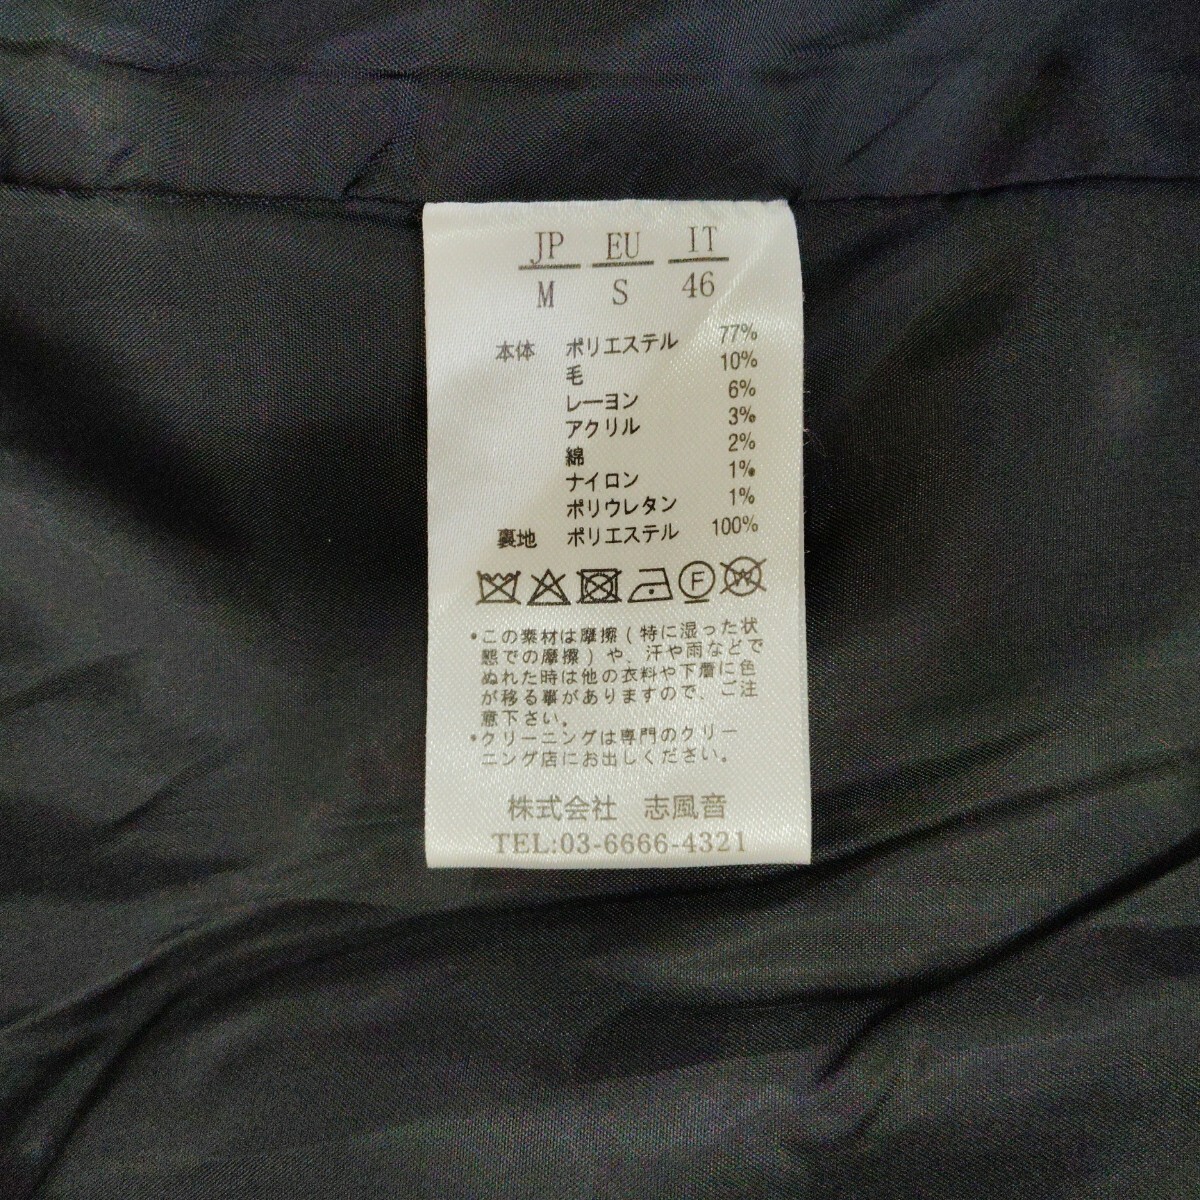 JP EU IT
M S 46
本体 ポリエステル 77%
毛 10%
レーヨン 6%
アクリル 3%
綿 2%
ナイロン 1%
ポリウレタン 1%
裏地 ポリエステル 100%
F W
*この素材は摩擦(特に湿った状
態での摩擦)や、汗や雨などで
ぬれた時は他の衣料や下着に色
が移る事がありますので、ご注
意下さい。
*クリーニングは専門のクリー
ニング店にお出しください。
株式会社 志風音
TEL:03-6666-4321